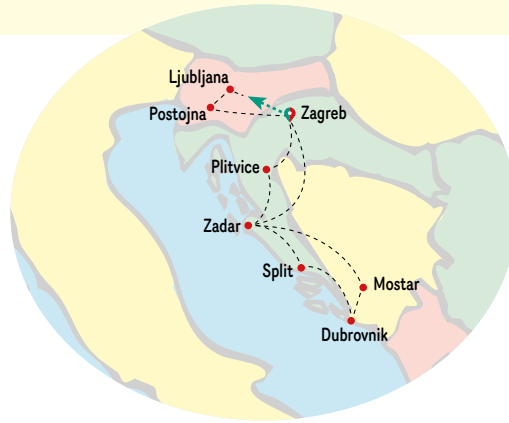 Ljubljana
Postojna
Zagreb
Plitvice
Zadar
Split
Mostar
Dubrovnik